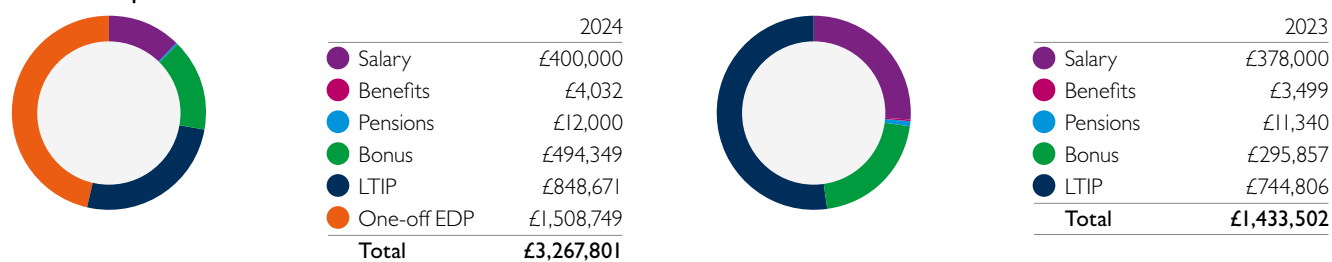 2024
Salary £400,000
Benefits £4,032
Pensions £12,000
Bonus £494,349
LTIP £848,671
One-off EDP £1,508,749
Total £3,267,801
2023
Salary £378,000
Benefits £3,499
Pensions £11,340
Bonus £295,857
LTIP £744,806
Total £1,433,502